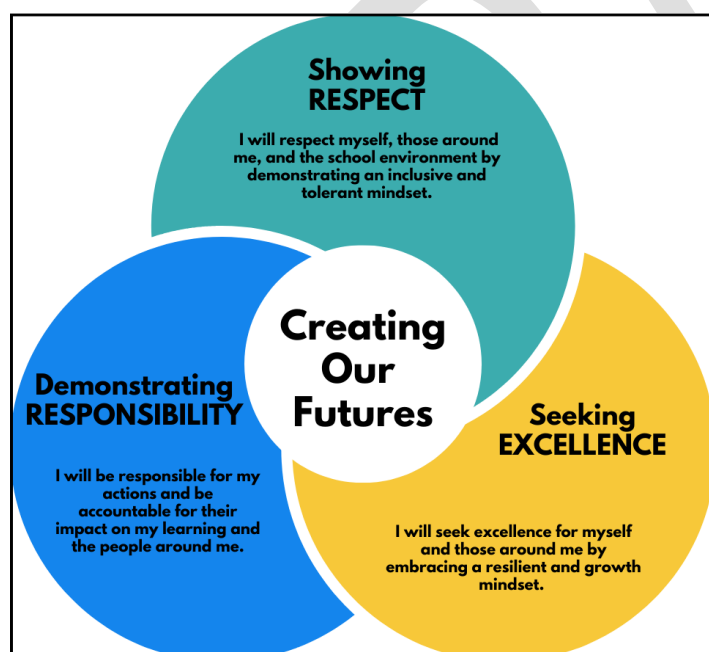 Showing
RESPECT
I will respect myself, those around
me, and the school environment by
demonstrating an inclusive and
tolerant mindset.
Creating
Our
Futures
Demonstrating
RESPONSIBILITY
I will be responsible for my
actions and be
accountable for their
impact on my learning and
the people around me.
Seeking
EXCELLENCE
I will seek excellence for myself
and those around me by
embracing a resilient and growth
mindset.